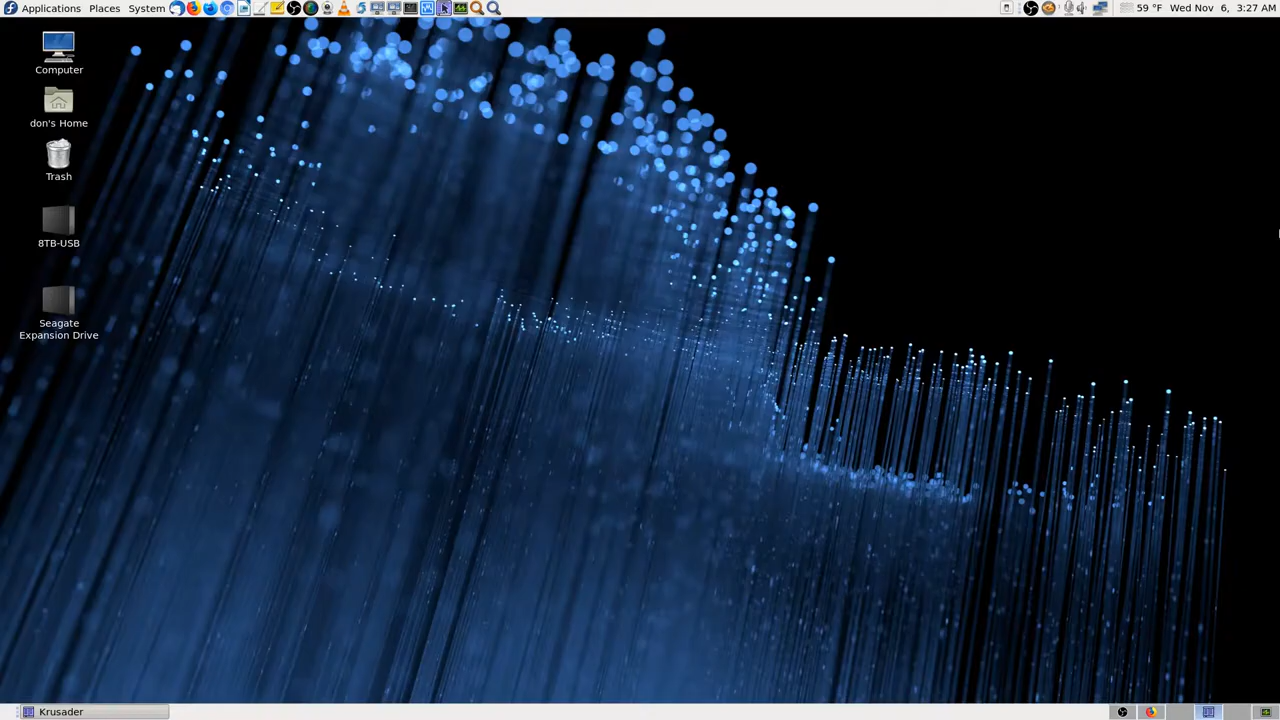 Applications Places System
59 °F Wed Nov 6, 3:27 AM
Computer
don's Home
Trash
8TB-USB
Seagate
Expansion Drive
Krusader